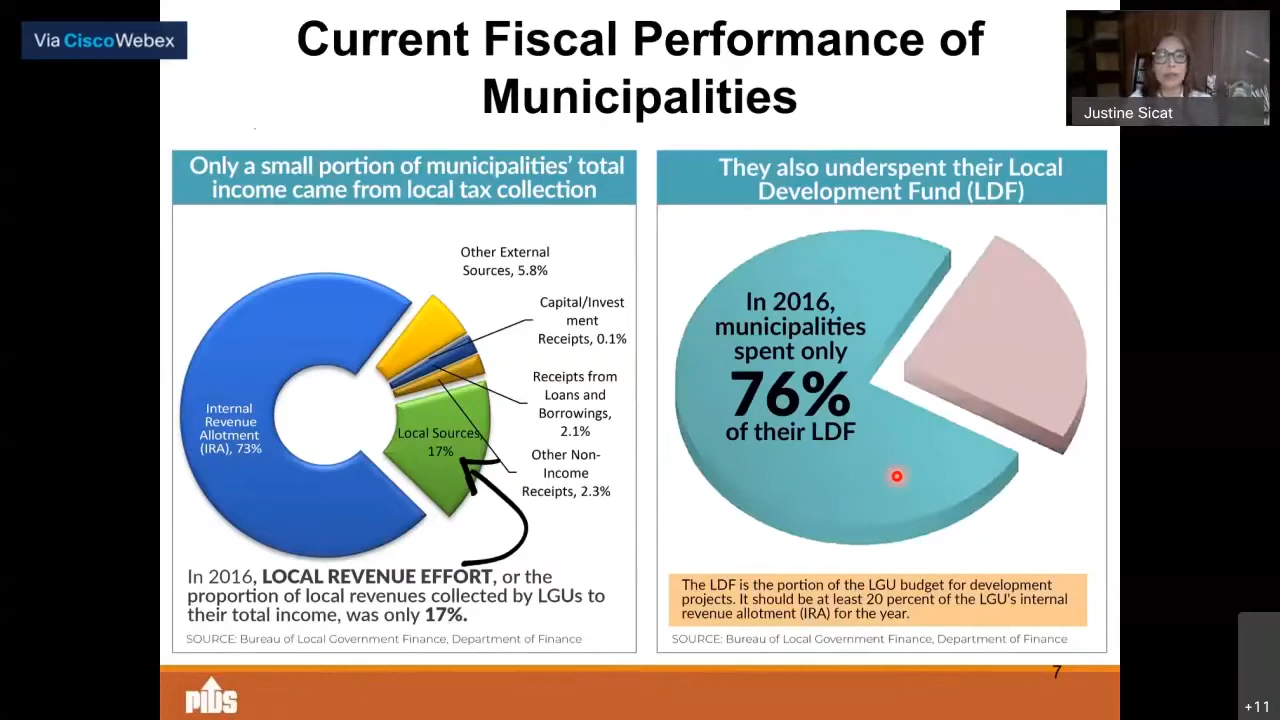 Via CiscoWebex
Current Fiscal Performance of
Municipalities
Justine Sicat
Only a small portion of municipalities' total
income came from local tax collection
Other External
Sources, 5.8%
Capital/Invest
ment
Receipts, 0.1%
Receipts from
Loans and
Borrowings,
2.1%
Other Non-
Income
Receipts, 2.3%
Internal
Revenue
Allotment
(IRA), 73%
Local Sources,
17%
In 2016, LOCAL REVENUE EFFORT, or the
proportion of local revenues collected by LGUs to
their total income, was only 17%.
SOURCE: Bureau of Local Government Finance, Department of Finance
They also underspent their Local
Development Fund (LDF)
In 2016,
municipalities
spent only
76%
of their LDF
The LDF is the portion of the LGU budget for development
projects. It should be at least 20 percent of the LGU's internal
revenue allotment (IRA) for the year.
SOURCE: Bureau of Local Government Finance, Department of Finance
7
PIDS
+11